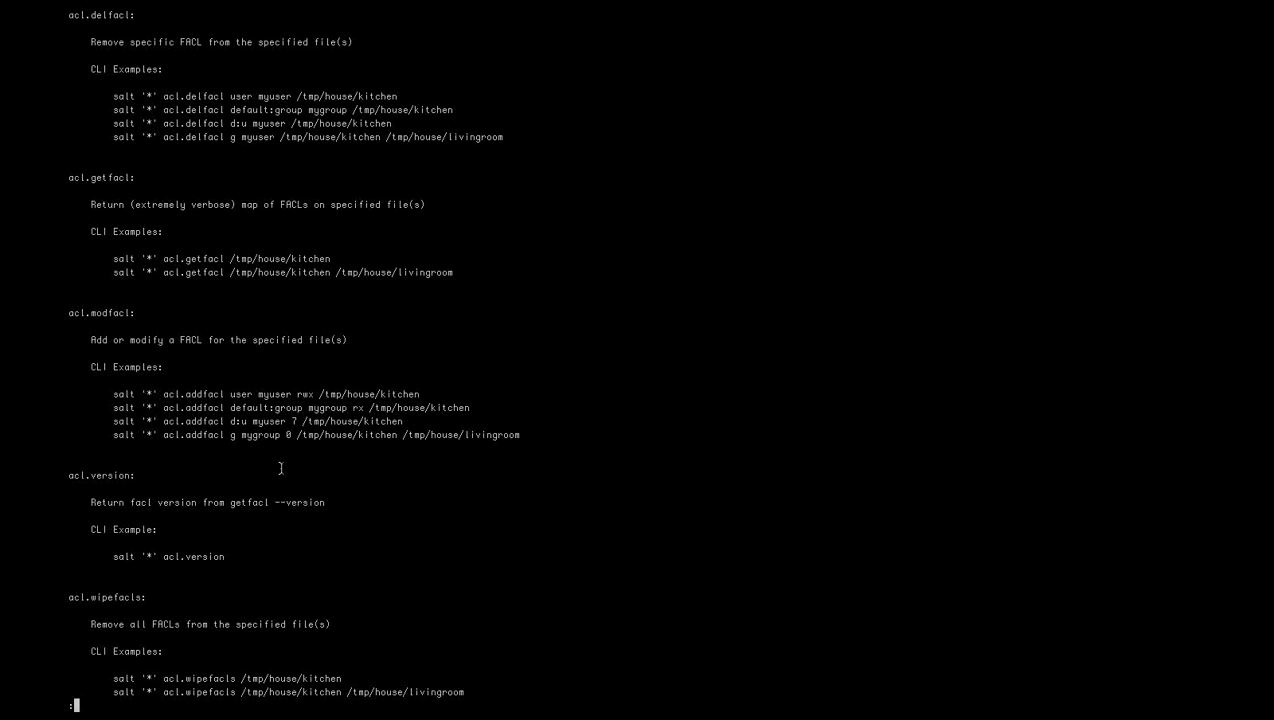 acl.delfacl:
Remove specific FACL from the specified file(s)
CLI Examples:
salt '*' acl.delfacl user myuser /tmp/house/kitchen
salt '*' acl.delfacl default:group mygroup /tmp/house/kitchen
salt '*' acl.delfacl d:u myuser /tmp/house/kitchen
salt '*' acl.delfacl g myuser /tmp/house/kitchen /tmp/house/livingroom
acl.getfacl:
Return (extremely verbose) map of FACLs on specified file(s)
CLI Examples:
salt '*' acl.getfacl /tmp/house/kitchen
salt '*' acl.getfacl /tmp/house/kitchen /tmp/house/livingroom
acl.modfacl:
Add or modify a FACL for the specified file(s)
CLI Examples:
salt '*' acl.addfacl user myuser rwx /tmp/house/kitchen
salt '*' acl.addfacl default:group mygroup rx /tmp/house/kitchen
salt '*' acl.addfacl d:u myuser 7 /tmp/house/kitchen
salt '*' acl.addfacl g mygroup 0 /tmp/house/kitchen /tmp/house/livingroom
acl.version:
Return facl version from getfacl --version
CLI Example:
salt '*' acl.version
acl.wipefacls:
Remove all FACLs from the specified file(s)
CLI Examples:
salt '*' acl.wipefacls /tmp/house/kitchen
salt '*' acl.wipefacls /tmp/house/kitchen /tmp/house/livingroom
: